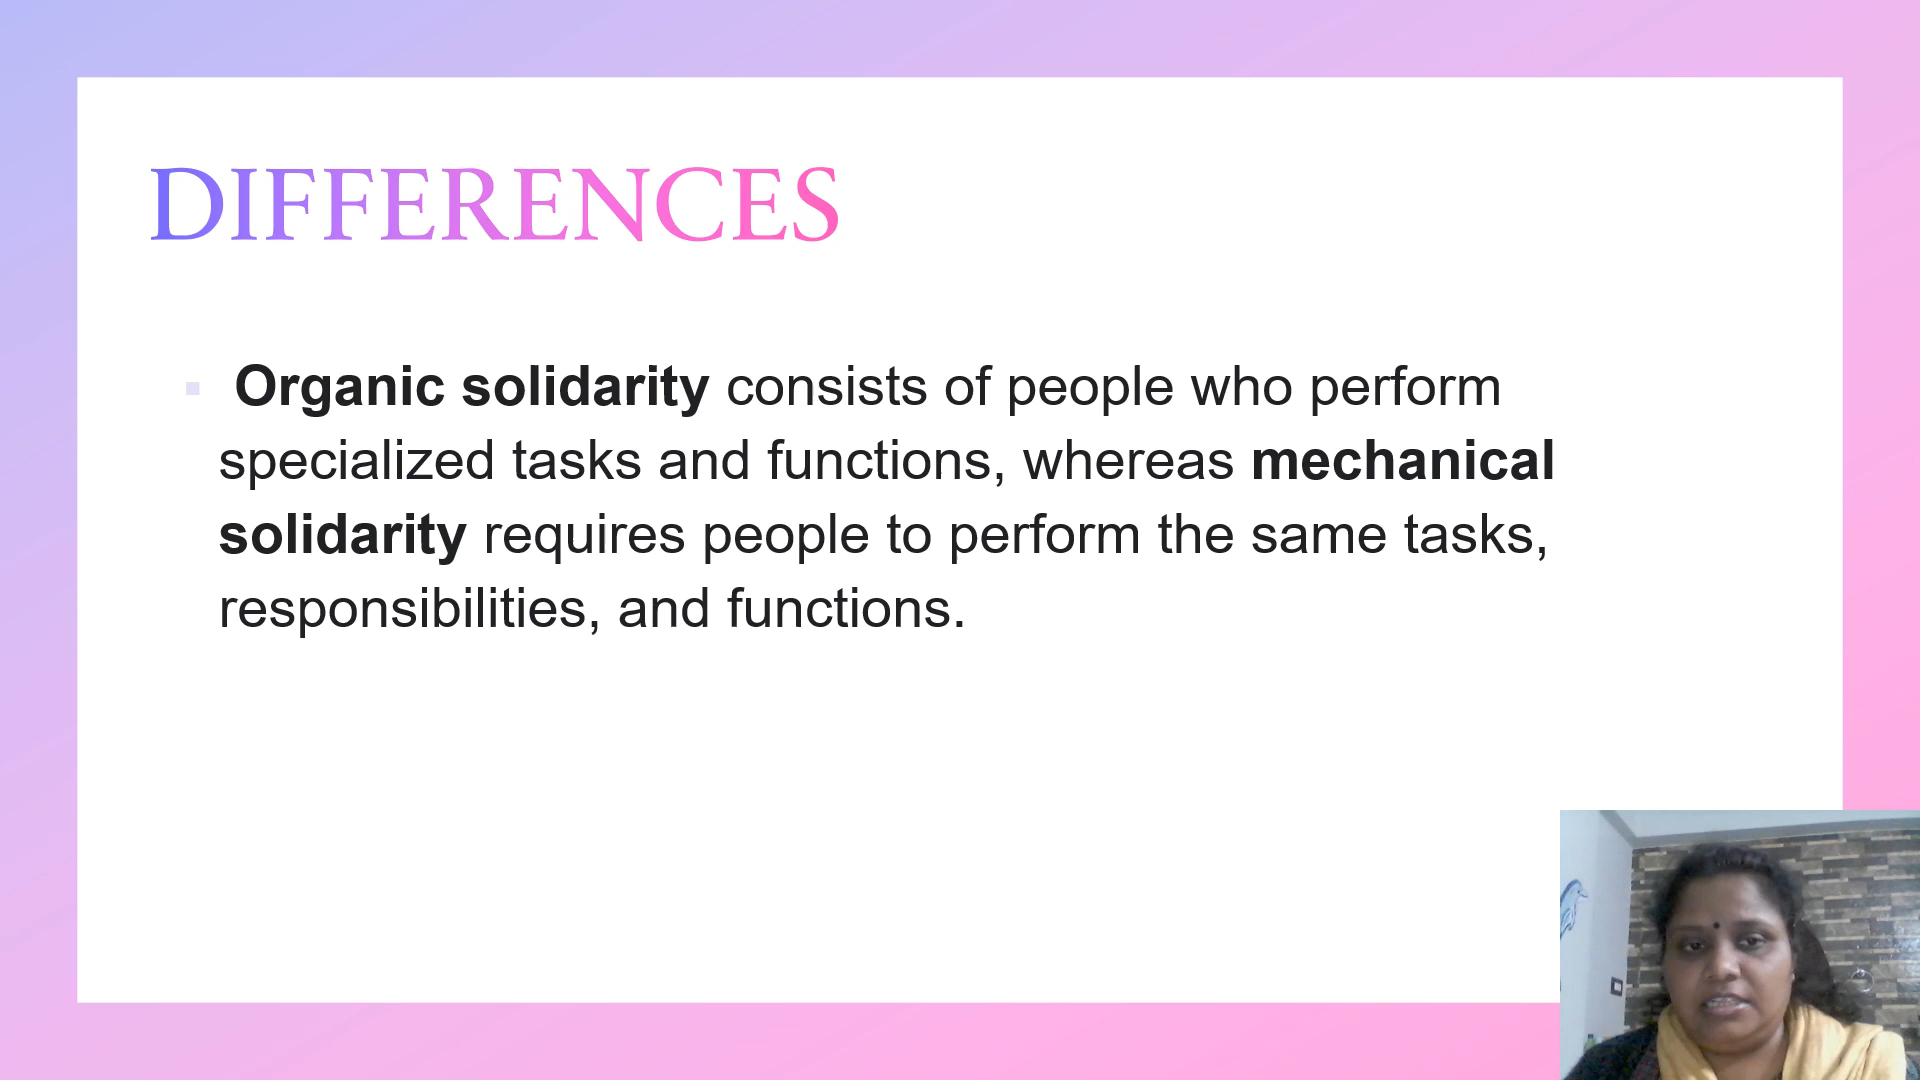 DIFFERENCES
Organic solidarity consists of people who perform
specialized tasks and functions, whereas mechanical
solidarity requires people to perform the same tasks,
responsibilities, and functions.